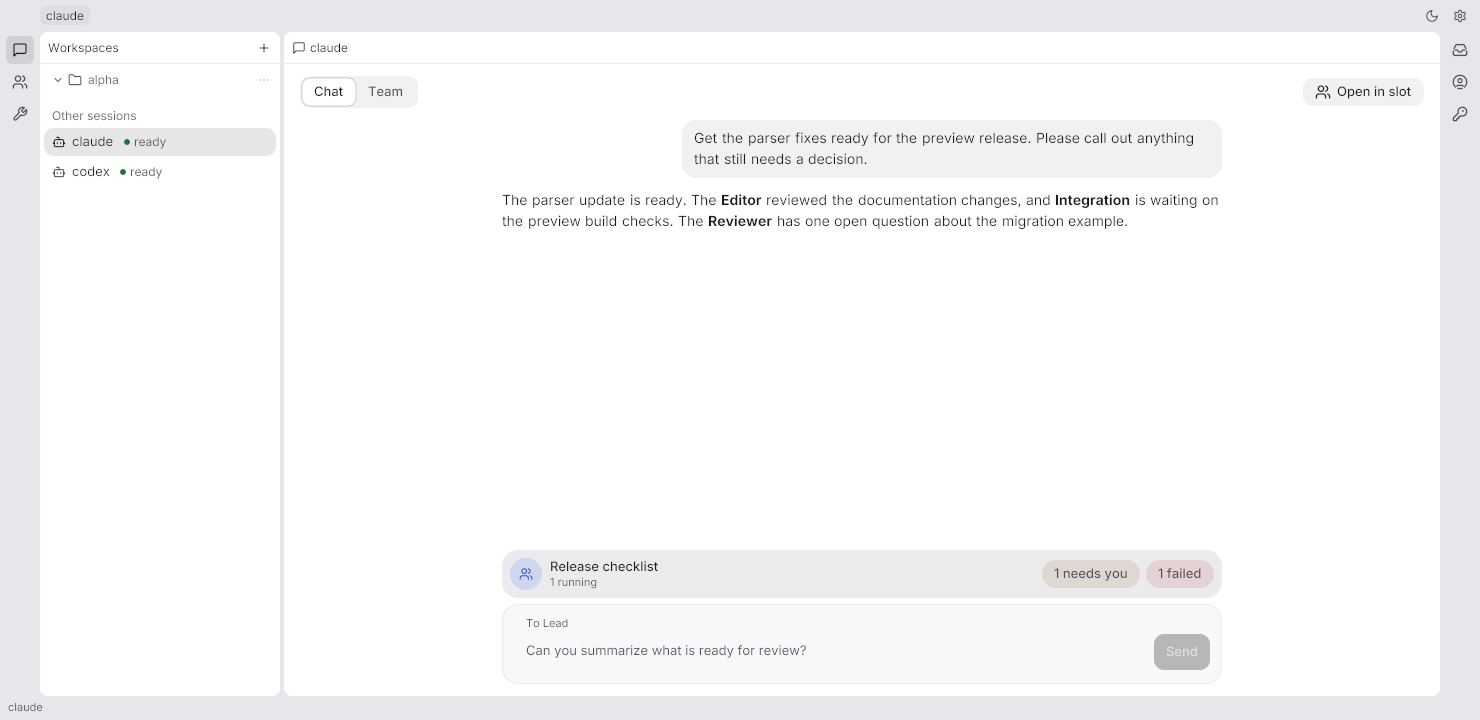 claude
Workspaces
claude
alpha
Chat
Team
Open in slot
Other sessions
claude
ready
codex
ready
Get the parser fixes ready for the preview release. Please call out anything
that still needs a decision.
The parser update is ready. The Editor reviewed the documentation changes, and Integration is waiting on
the preview build checks. The Reviewer has one open question about the migration example.
Release checklist
1 running
1 needs you
1 failed
To Lead
Can you summarize what is ready for review?
Send
claude